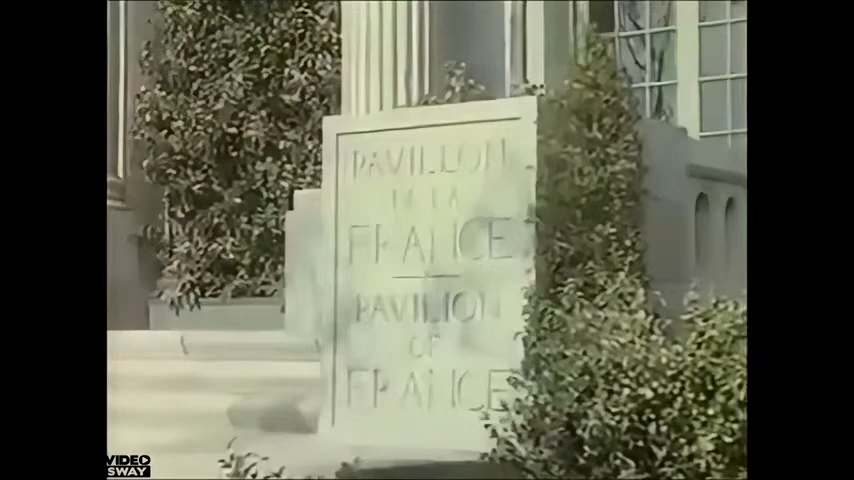 PAVILLON
DE LA
FRANCE
PAVILION
OF
FRANCE
VIDEO
SWAY